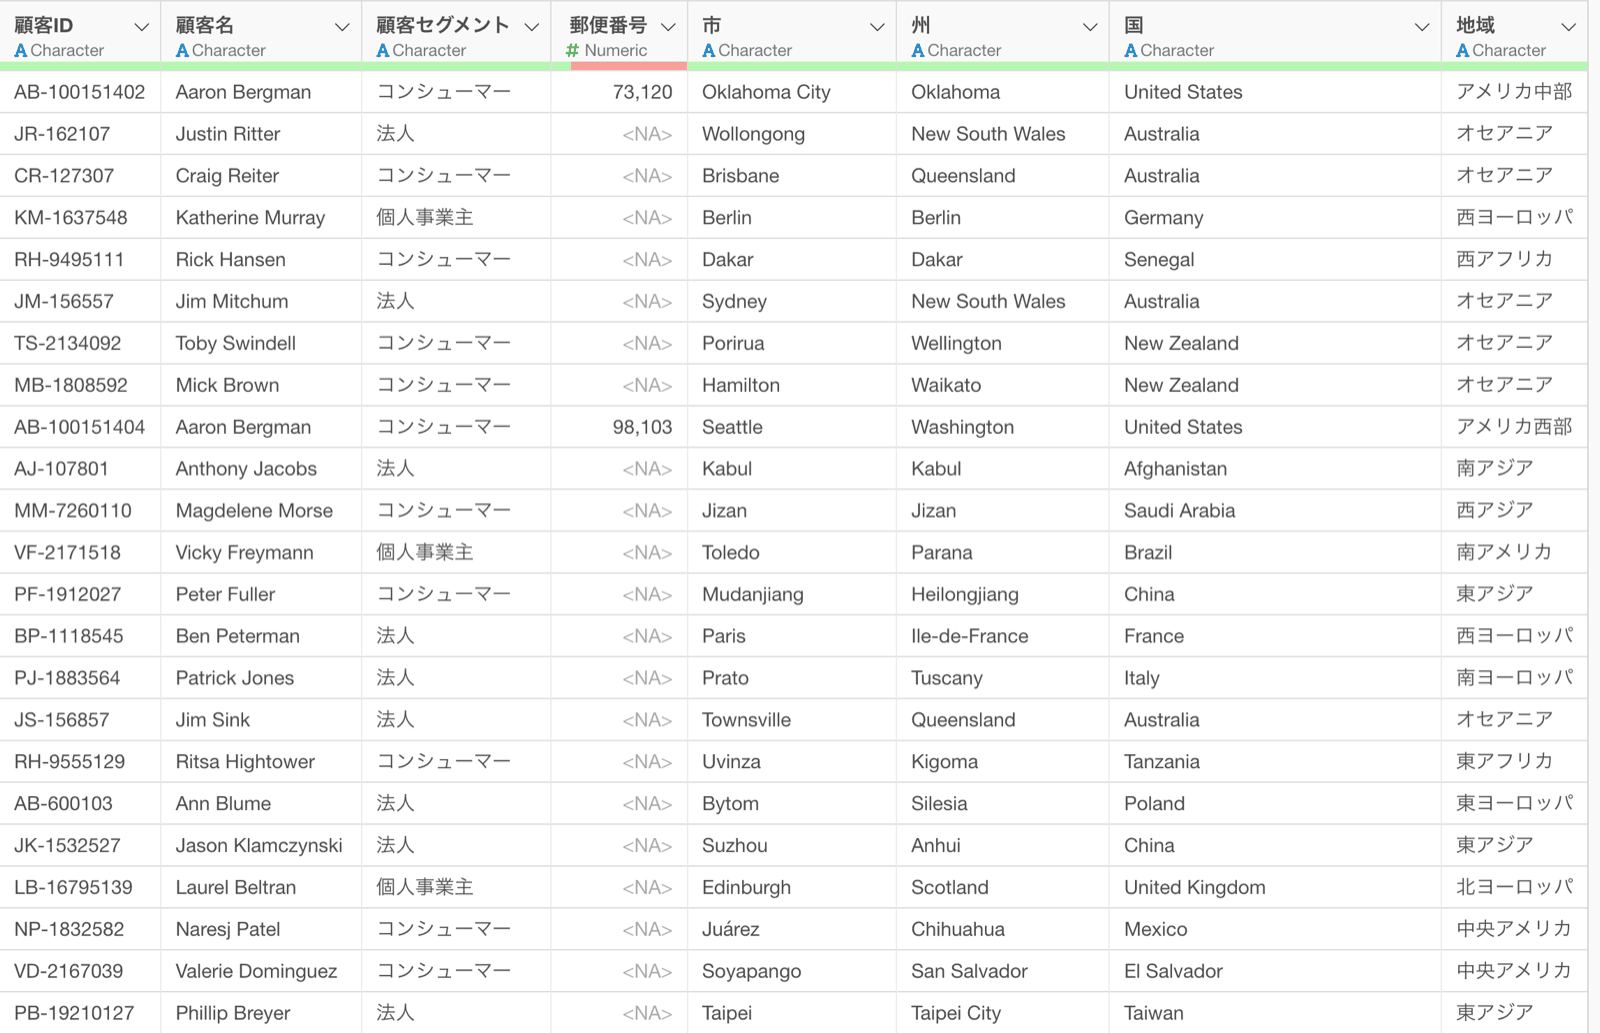 顧客ID 顧客名 顧客セグメント 郵便番号 市 州 国 地域
A Character A Character A Character # Numeric A Character A Character A Character A Character
AB-100151402 Aaron Bergman コンシューマー 73,120 Oklahoma City Oklahoma United States アメリカ中部
JR-162107 Justin Ritter 法人 <NA> Wollongong New South Wales Australia オセアニア
CR-127307 Craig Reiter コンシューマー <NA> Brisbane Queensland Australia オセアニア
KM-1637548 Katherine Murray 個人事業主 <NA> Berlin Berlin Germany 西ヨーロッパ
RH-9495111 Rick Hansen コンシューマー <NA> Dakar Dakar Senegal 西アフリカ
JM-156557 Jim Mitchum 法人 <NA> Sydney New South Wales Australia オセアニア
TS-2134092 Toby Swindell コンシューマー <NA> Porirua Wellington New Zealand オセアニア
MB-1808592 Mick Brown コンシューマー <NA> Hamilton Waikato New Zealand オセアニア
AB-100151404 Aaron Bergman コンシューマー 98,103 Seattle Washington United States アメリカ西部
AJ-107801 Anthony Jacobs 法人 <NA> Kabul Kabul Afghanistan 南アジア
MM-7260110 Magdelene Morse コンシューマー <NA> Jizan Jizan Saudi Arabia 西アジア
VF-2171518 Vicky Freymann 個人事業主 <NA> Toledo Parana Brazil 南アメリカ
PF-1912027 Peter Fuller コンシューマー <NA> Mudanjiang Heilongjiang China 東アジア
BP-1118545 Ben Peterman 法人 <NA> Paris Ile-de-France France 西ヨーロッパ
PJ-1883564 Patrick Jones 法人 <NA> Prato Tuscany Italy 南ヨーロッパ
JS-156857 Jim Sink 法人 <NA> Townsville Queensland Australia オセアニア
RH-9555129 Ritsa Hightower コンシューマー <NA> Uvinza Kigoma Tanzania 東アフリカ
AB-600103 Ann Blume 法人 <NA> Bytom Silesia Poland 東ヨーロッパ
JK-1532527 Jason Klamczynski 法人 <NA> Suzhou Anhui China 東アジア
LB-16795139 Laurel Beltran 個人事業主 <NA> Edinburgh Scotland United Kingdom 北ヨーロッパ
NP-1832582 Naresj Patel コンシューマー <NA> Juárez Chihuahua Mexico 中央アメリカ
VD-2167039 Valerie Dominguez コンシューマー <NA> Soyapango San Salvador El Salvador 中央アメリカ
PB-19210127 Phillip Breyer 法人 <NA> Taipei Taipei City Taiwan 東アジア